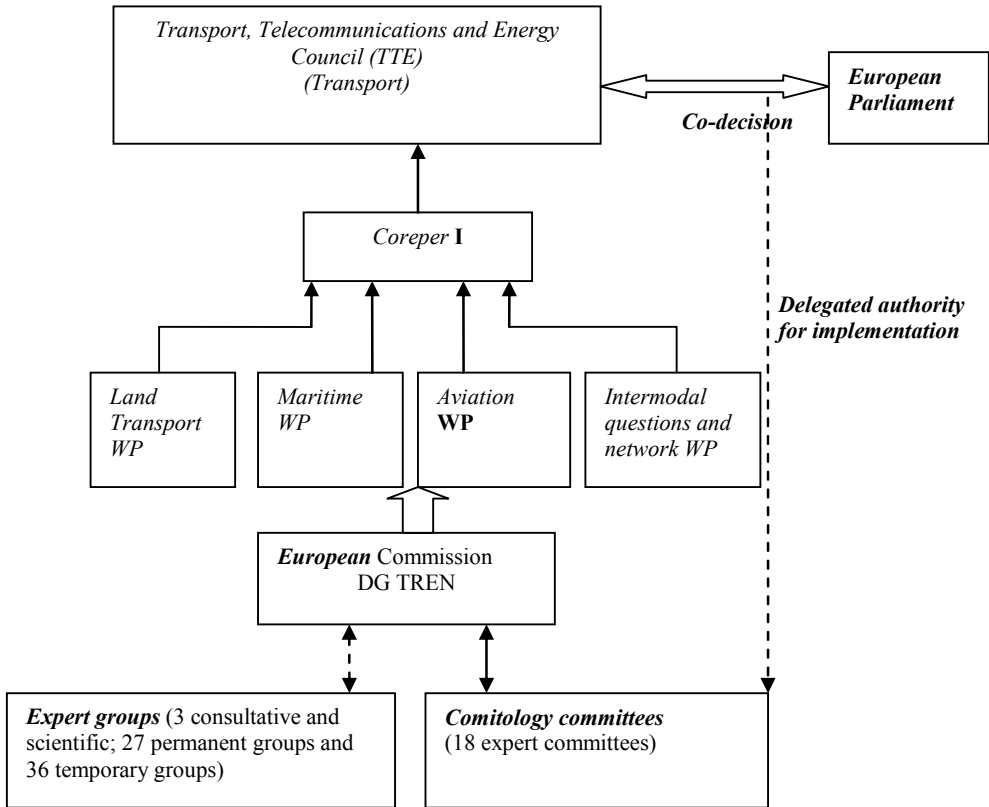 Transport, Telecommunications and Energy
Council (TTE)
(Transport)
European
Parliament
Co-decision
Coreper I
Delegated authority
for implementation
Land
Transport
WP
Maritime
WP
Aviation
WP
Intermodal
questions and
network WP
European Commission
DG TREN
Expert groups (3 consultative and
scientific; 27 permanent groups and
36 temporary groups)
Comitology committees
(18 expert committees)